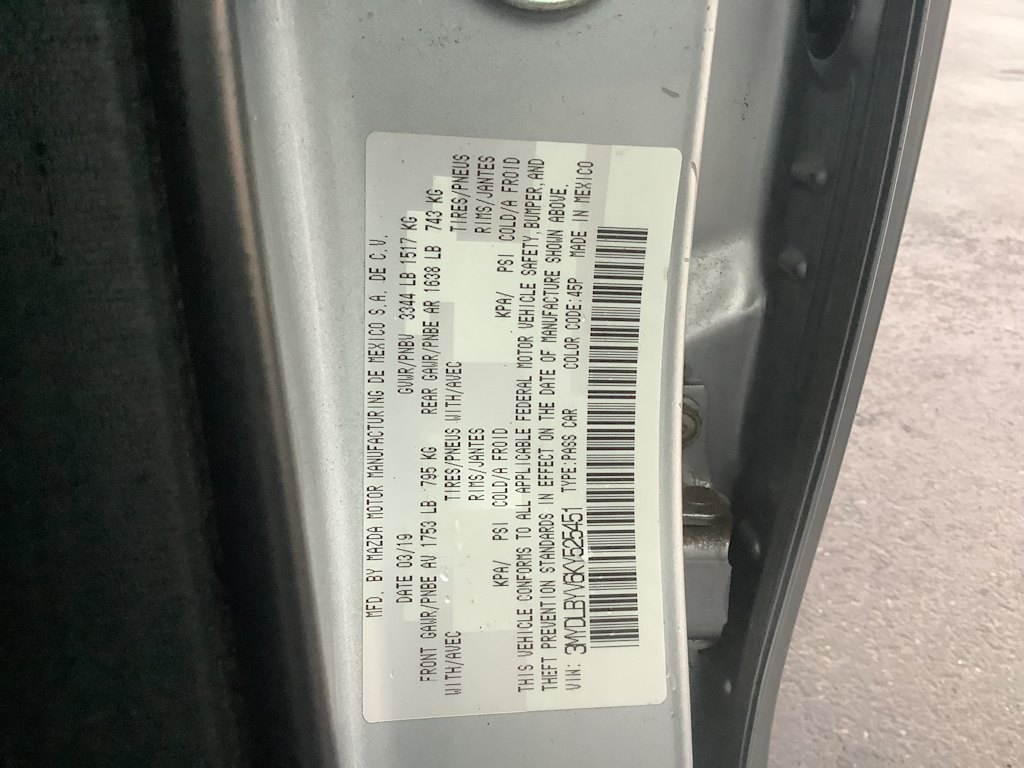 MFD. BY MAZDA MOTOR MANUFACTURING DE MEXICO S.A. DE C.V.
DATE 03/19 GVWR/PNBV 3344 LB 1517 KG
FRONT GAWR/PNBE AV 1753 LB 795 KG REAR GAWR/PNBE AR 1638 LB 743 KG
WITH/AVEC TIRES/PNEUS WITH/AVEC TIRES/PNEUS
RIMS/JANTES RIMS/JANTES
KPA/ PSI COLD/A FROID KPA/ PSI COLD/A FROID
THIS VEHICLE CONFORMS TO ALL APPLICABLE FEDERAL MOTOR VEHICLE SAFETY, BUMPER, AND
THEFT PREVENTION STANDARDS IN EFFECT ON THE DATE OF MANUFACTURE SHOWN ABOVE.
VIN: 3MYDLBYV6KY525451 TYPE:PASS CAR COLOR CODE:45P MADE IN MEXICO